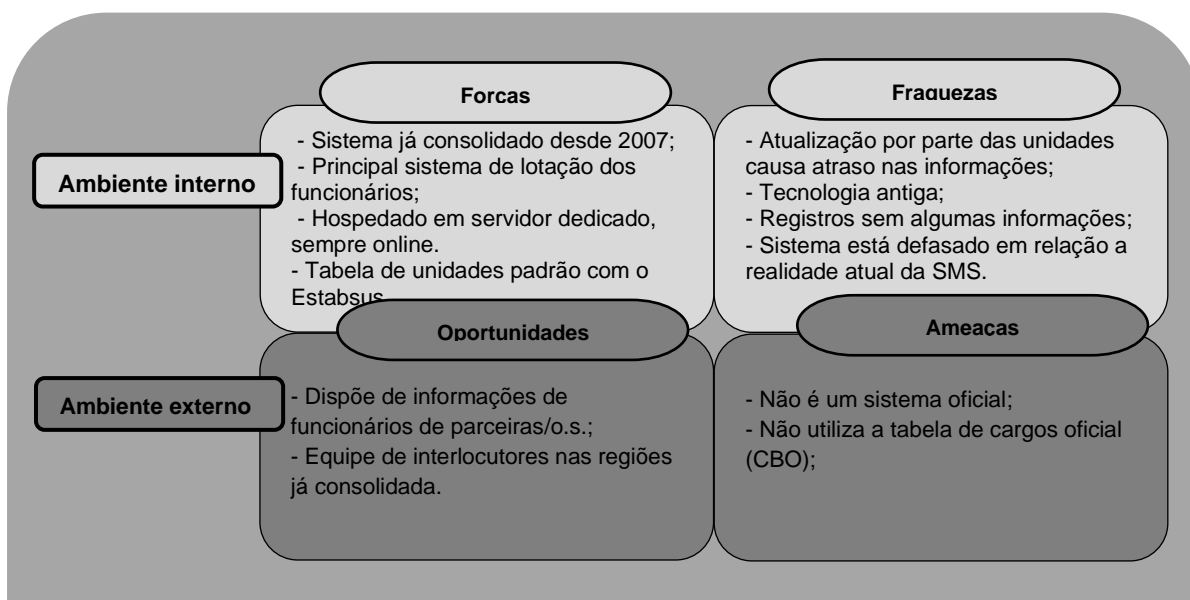 Forças
Fraquezas
Ambiente interno
- Sistema já consolidado desde 2007;
- Principal sistema de lotação dos
funcionários;
- Hospedado em servidor dedicado,
sempre online.
- Tabela de unidades padrão com o
Estabsus
- Atualização por parte das unidades
causa atraso nas informações;
- Tecnologia antiga;
- Registros sem algumas informações;
- Sistema está defasado em relação a
realidade atual da SMS.
Oportunidades
Ameaças
Ambiente externo
- Dispõe de informações de
funcionários de parceiras/o.s.;
- Equipe de interlocutores nas regiões
já consolidada.
- Não é um sistema oficial;
- Não utiliza a tabela de cargos oficial
(CBO);